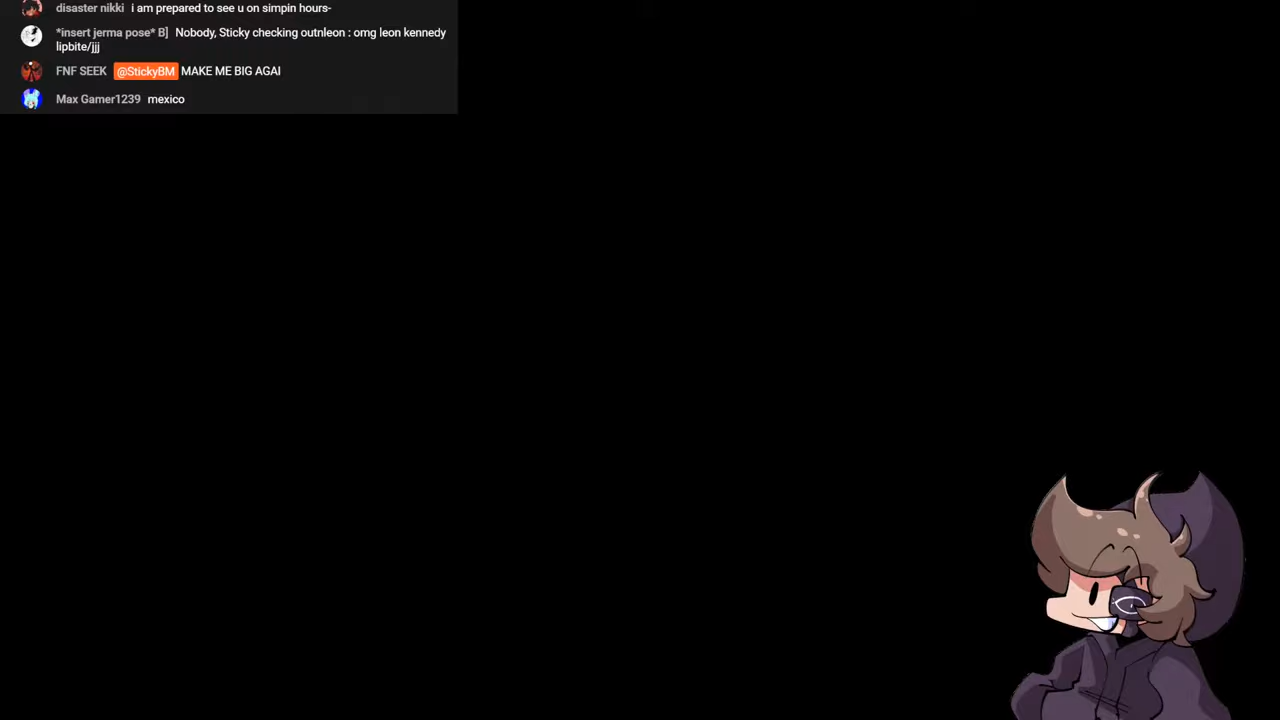 disaster nikki i am prepared to see u on simpin hours-
*insert jerma pose* B] Nobody, Sticky checking outnleon : omg leon kennedy
lipbite/jjj
FNF SEEK @StickyBM MAKE ME BIG AGAI
Max Gamer1239 mexico